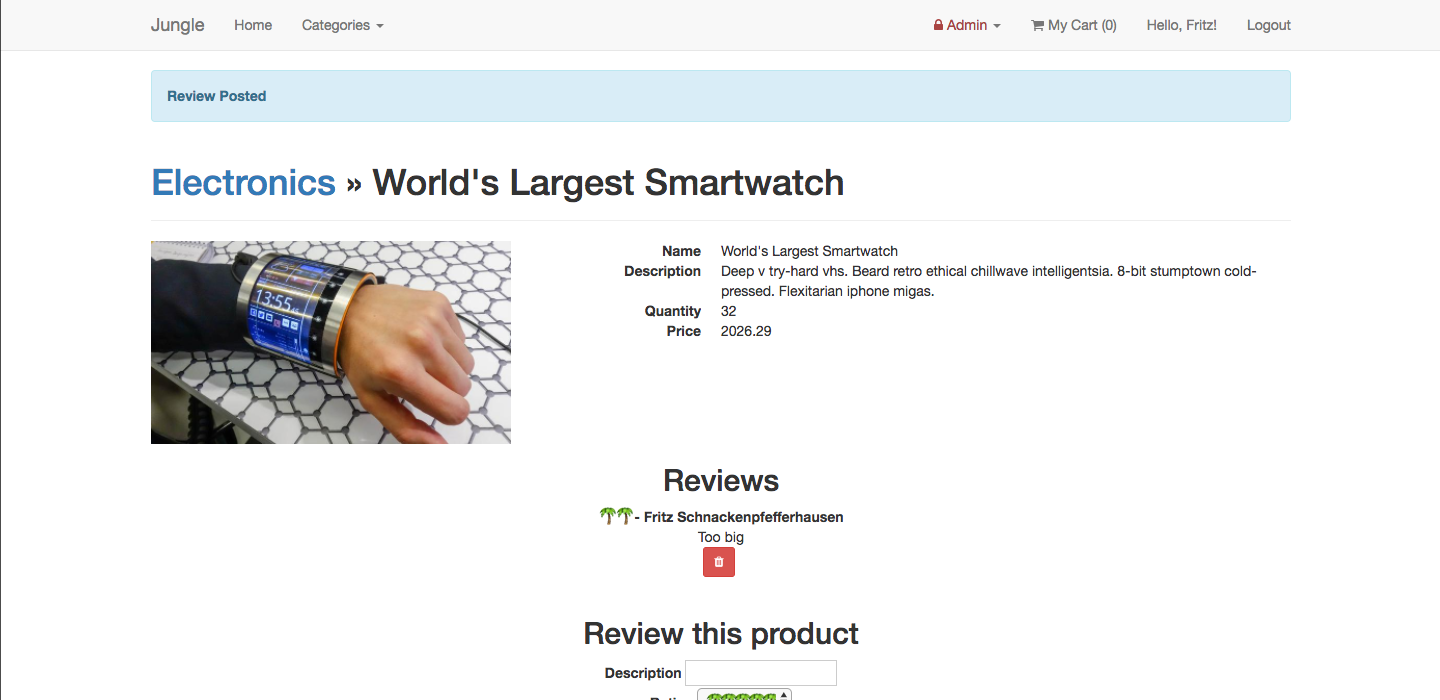 Jungle Home Categories Admin My Cart (0) Hello, Fritz! Logout
Review Posted
Electronics » World's Largest Smartwatch
13:55
Name World's Largest Smartwatch
Description Deep v try-hard vhs. Beard retro ethical chillwave intelligentsia. 8-bit stumptown cold-
pressed. Flexitarian iphone migas.
Quantity 32
Price 2026.29
Reviews
🌴🌴- Fritz Schnackenpfefferhausen
Too big
Review this product
Description